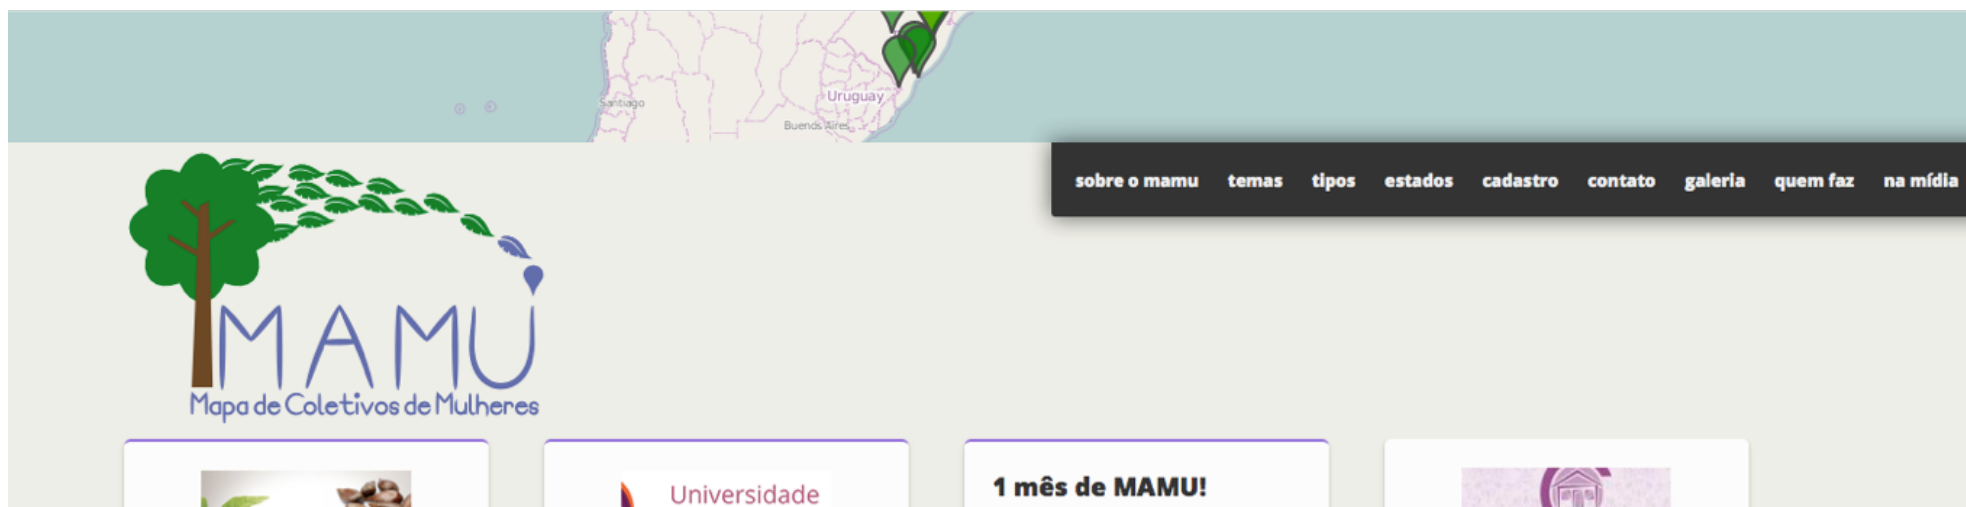 Santiago
Uruguay
Buenos Aires
sobre o mamu temas tipos estados cadastro contato galeria quem faz na mídia
MAMU
Mapa de Coletivos de Mulheres
Universidade
1 mês de MAMU!